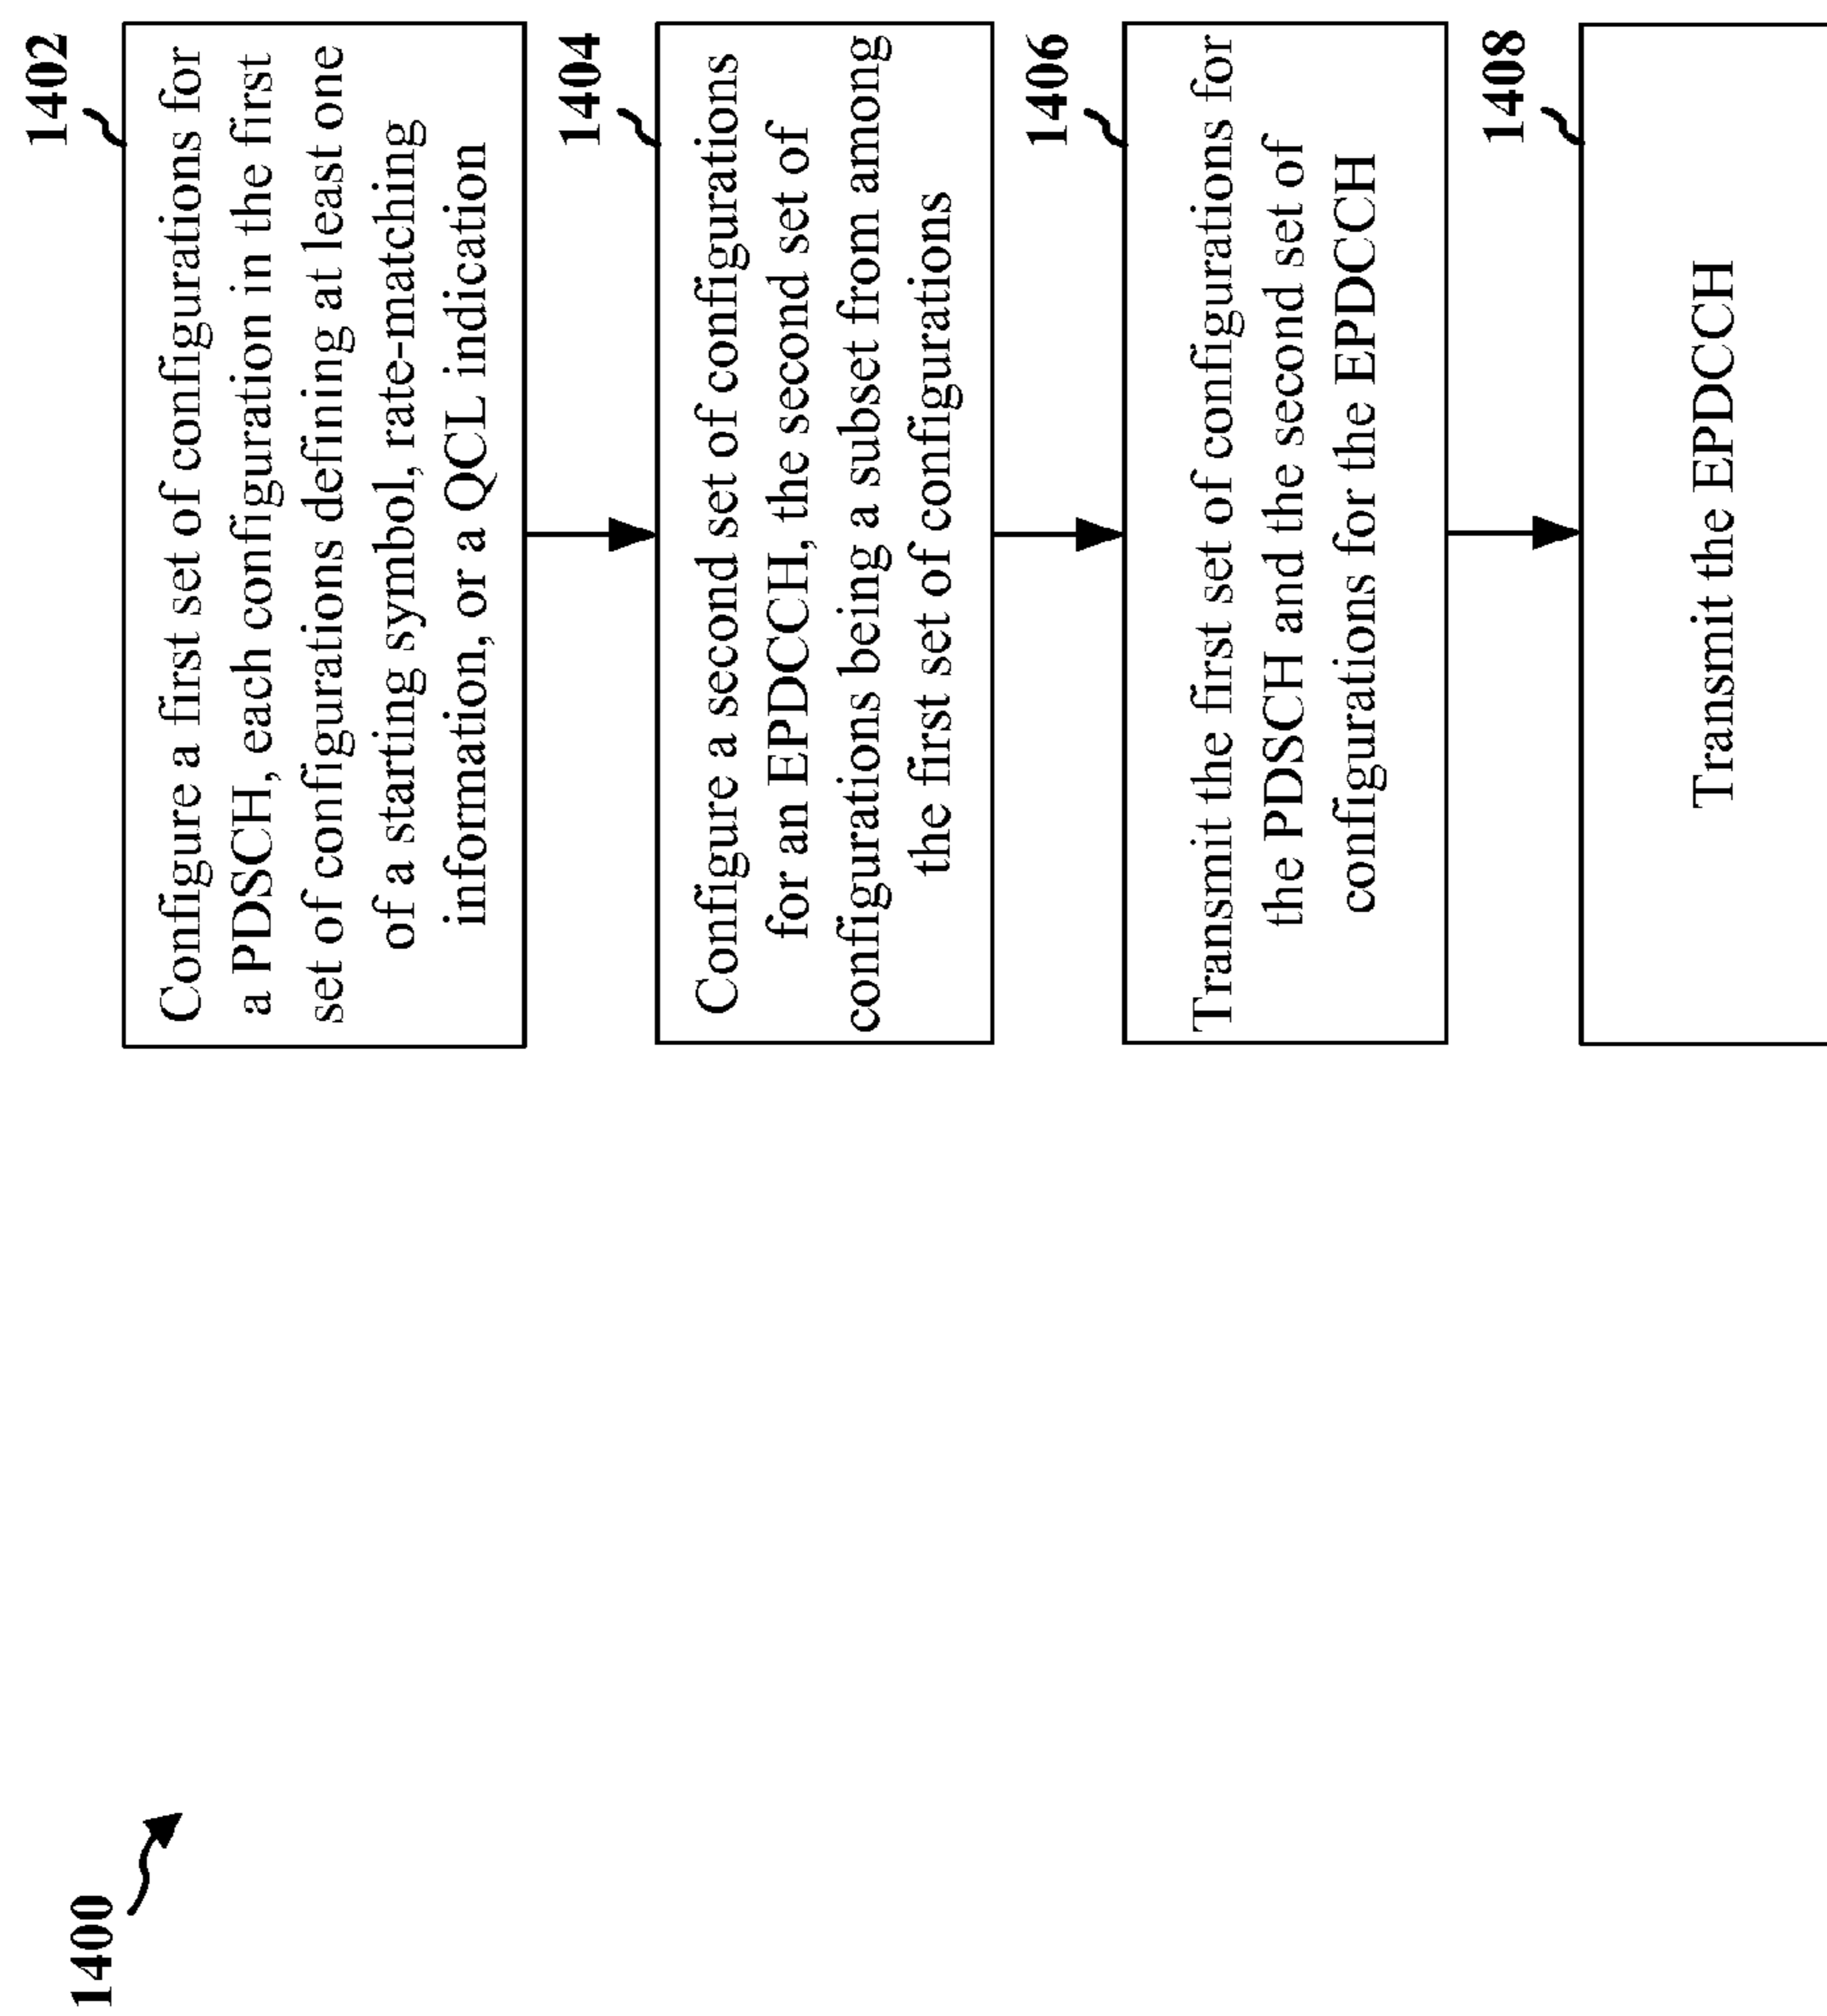 1400
1402
Configure a first set of configurations for
a PDSCH, each configuration in the first
set of configurations defining at least one
of a starting symbol, rate-matching
information, or a QCL indication
1404
Configure a second set of configurations
for an EPDCCH, the second set of
configurations being a subset from among
the first set of configurations
1406
Transmit the first set of configurations for
the PDSCH and the second set of
configurations for the EPDCCH
1408
Transmit the EPDCCH